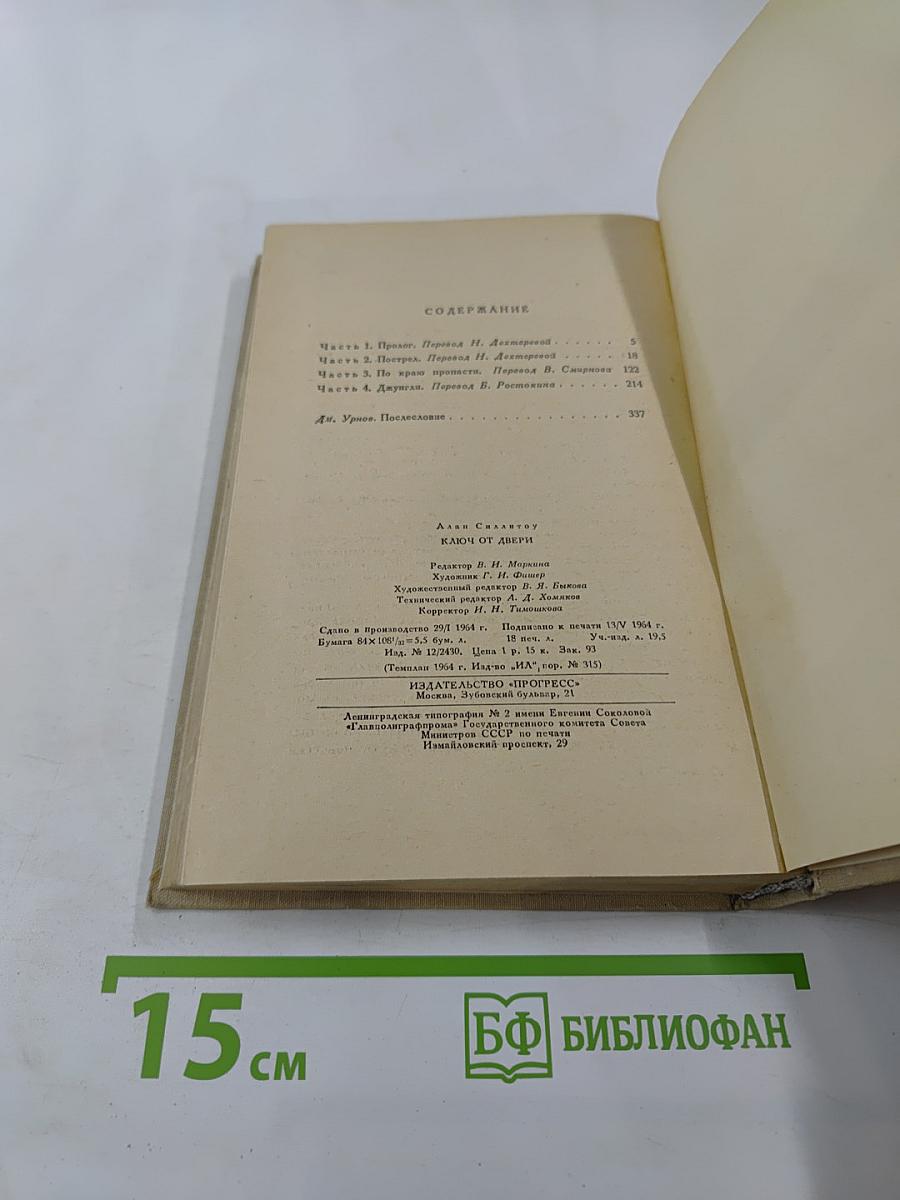 СОДЕРЖАНИЕ
Часть 1. Пролог. Перевод Н. Дехтеревой . . . . . . 5
Часть 2. Пострел. Перевод Н. Дехтеревой . . . . . 18
Часть 3. По краю пропасти. Перевод В. Смирнова 122
Часть 4. Джунгли. Перевод Б. Ростокина . . . . . . 214
Дм. Урнов. Послесловие . . . . . . . . . . . . . . . . 337
Алан Силлитоу
КЛЮЧ ОТ ДВЕРИ
Редактор В. И. Маркина
Художник Г. И. Фишер
Художественный редактор В. Я. Быкова
Технический редактор А. Д. Хомяков
Корректор И. Н. Тимошкова
Сдано в производство 29/I 1964 г. Подписано к печати 13/V 1964 г.
Бумага 84×108¹/₃₂=5,5 бум. л. 18 печ. л. Уч.-изд. л. 19,5
Изд. № 12/2430. Цена 1 р. 15 к. Зак. 93
(Темплан 1964 г. Изд-во „ИЛ“, пор. № 315)
ИЗДАТЕЛЬСТВО «ПРОГРЕСС»
Москва, Зубовский бульвар, 21
Ленинградская типография № 2 имени Евгении Соколовой
«Главполиграфпрома» Государственного комитета Совета
Министров СССР по печати
Измайловский проспект, 29
15 см
БФ БИБЛИОФАН